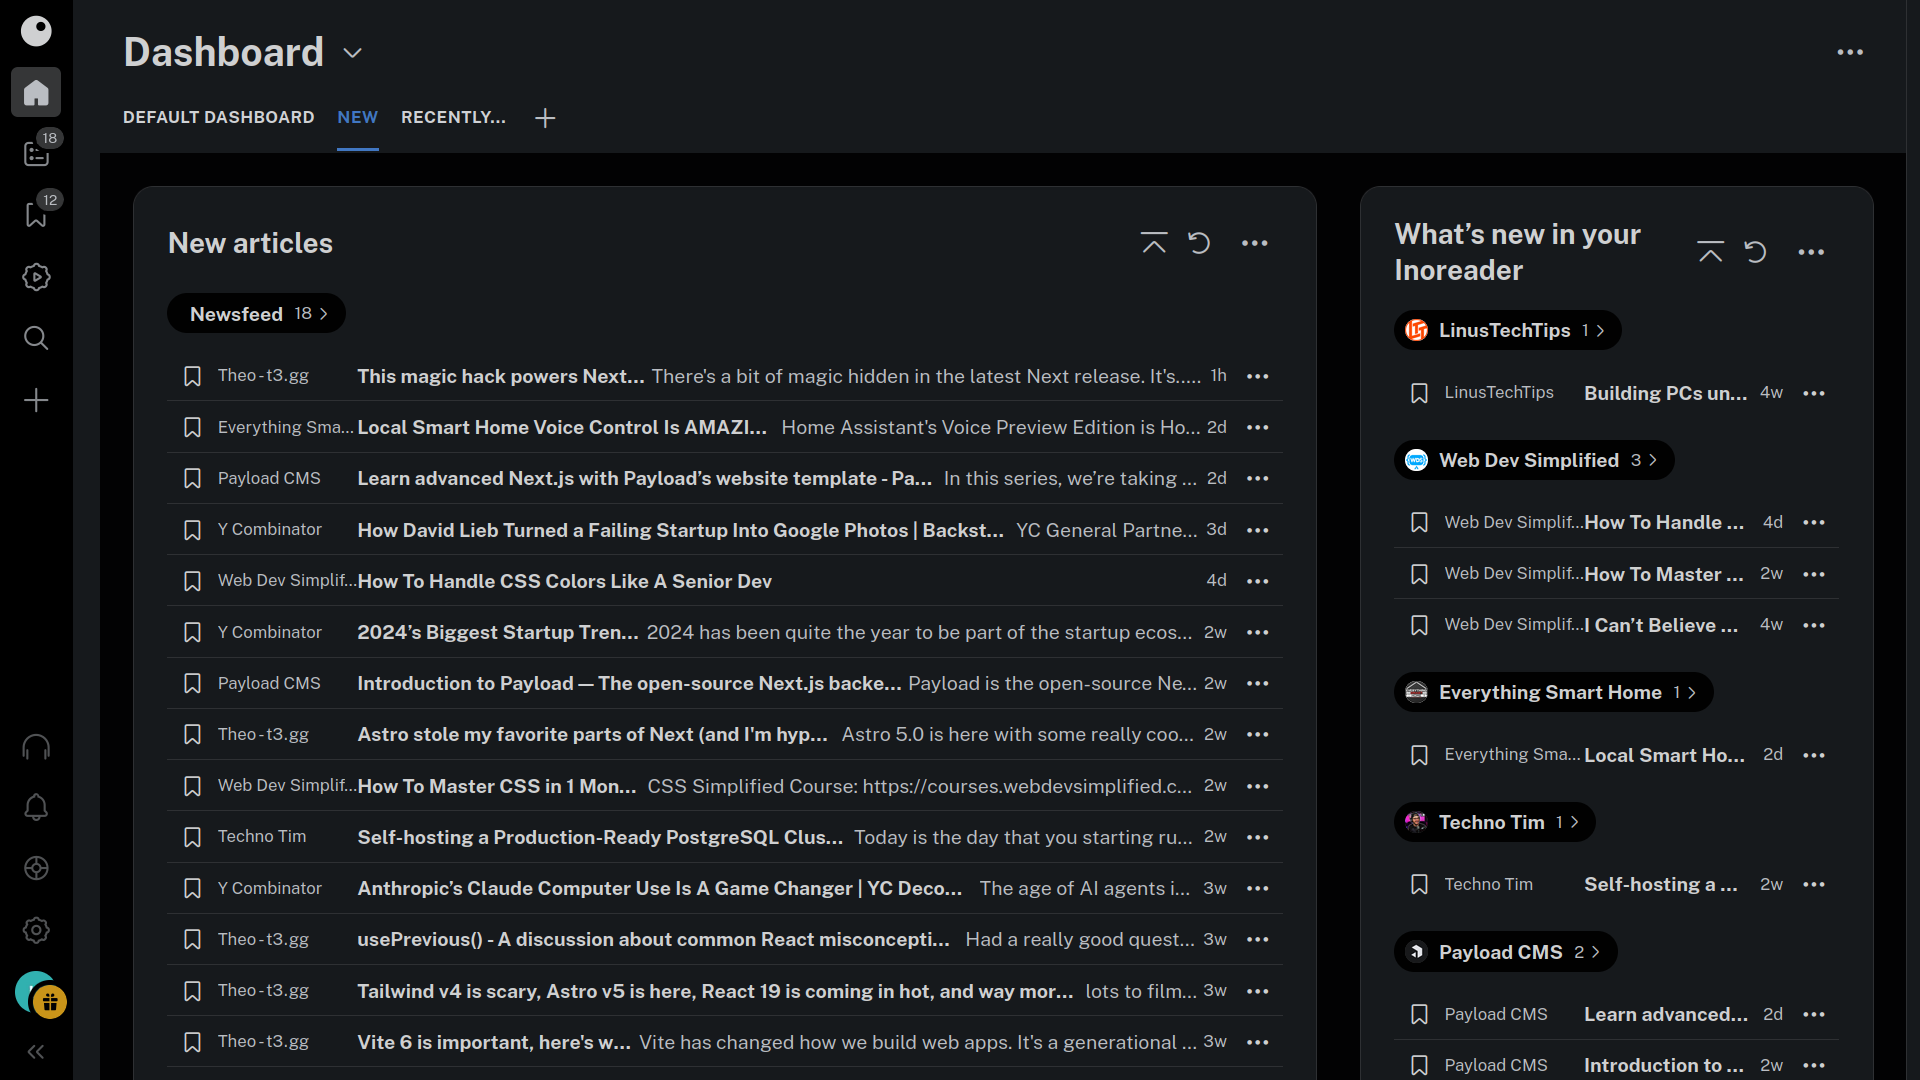 Dashboard
DEFAULT DASHBOARD NEW RECENTLY...
18
12
New articles
Newsfeed 18
Theo - t3.gg This magic hack powers Next... There's a bit of magic hidden in the latest Next release. It's..... 1h
Everything Sma... Local Smart Home Voice Control Is AMAZI... Home Assistant's Voice Preview Edition is Ho... 2d
Payload CMS Learn advanced Next.js with Payload’s website template - Pa... In this series, we’re taking ... 2d
Y Combinator How David Lieb Turned a Failing Startup Into Google Photos | Backst... YC General Partne... 3d
Web Dev Simplif... How To Handle CSS Colors Like A Senior Dev 4d
Y Combinator 2024’s Biggest Startup Tren... 2024 has been quite the year to be part of the startup ecos... 2w
Payload CMS Introduction to Payload — The open-source Next.js backe... Payload is the open-source Ne... 2w
Theo - t3.gg Astro stole my favorite parts of Next (and I'm hyp... Astro 5.0 is here with some really coo... 2w
Web Dev Simplif... How To Master CSS in 1 Mon... CSS Simplified Course: https://courses.webdevsimplified.c... 2w
Techno Tim Self-hosting a Production-Ready PostgreSQL Clus... Today is the day that you starting ru... 2w
Y Combinator Anthropic’s Claude Computer Use Is A Game Changer | YC Deco... The age of AI agents i... 3w
Theo - t3.gg usePrevious() - A discussion about common React misconcepti... Had a really good quest... 3w
Theo - t3.gg Tailwind v4 is scary, Astro v5 is here, React 19 is coming in hot, and way mor... lots to film... 3w
Theo - t3.gg Vite 6 is important, here's w... Vite has changed how we build web apps. It's a generational ... 3w
What’s new in your
Inoreader
LinusTechTips 1
LinusTechTips Building PCs un... 4w
Web Dev Simplified 3
Web Dev Simplif... How To Handle ... 4d
Web Dev Simplif... How To Master ... 2w
Web Dev Simplif... I Can’t Believe ... 4w
Everything Smart Home 1
Everything Sma... Local Smart Ho... 2d
Techno Tim 1
Techno Tim Self-hosting a ... 2w
Payload CMS 2
Payload CMS Learn advanced... 2d
Payload CMS Introduction to ... 2w